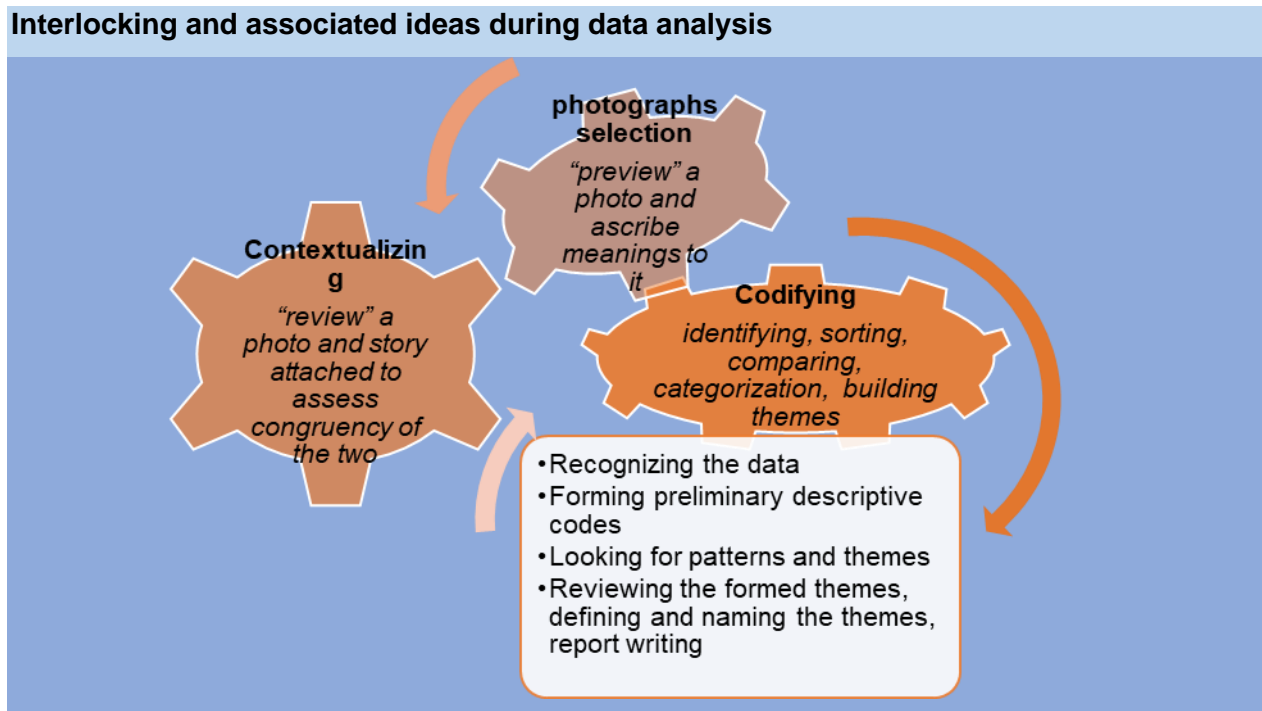 Interlocking and associated ideas during data analysis
photographs
selection
“preview” a
photo and
ascribe
meanings to
it
Contextualizin
g
“review” a
photo and story
attached to
assess
congruency of
the two
Codifying
identifying, sorting,
comparing,
categorization, building
themes
•Recognizing the data
•Forming preliminary descriptive
codes
•Looking for patterns and themes
•Reviewing the formed themes,
defining and naming the themes,
report writing